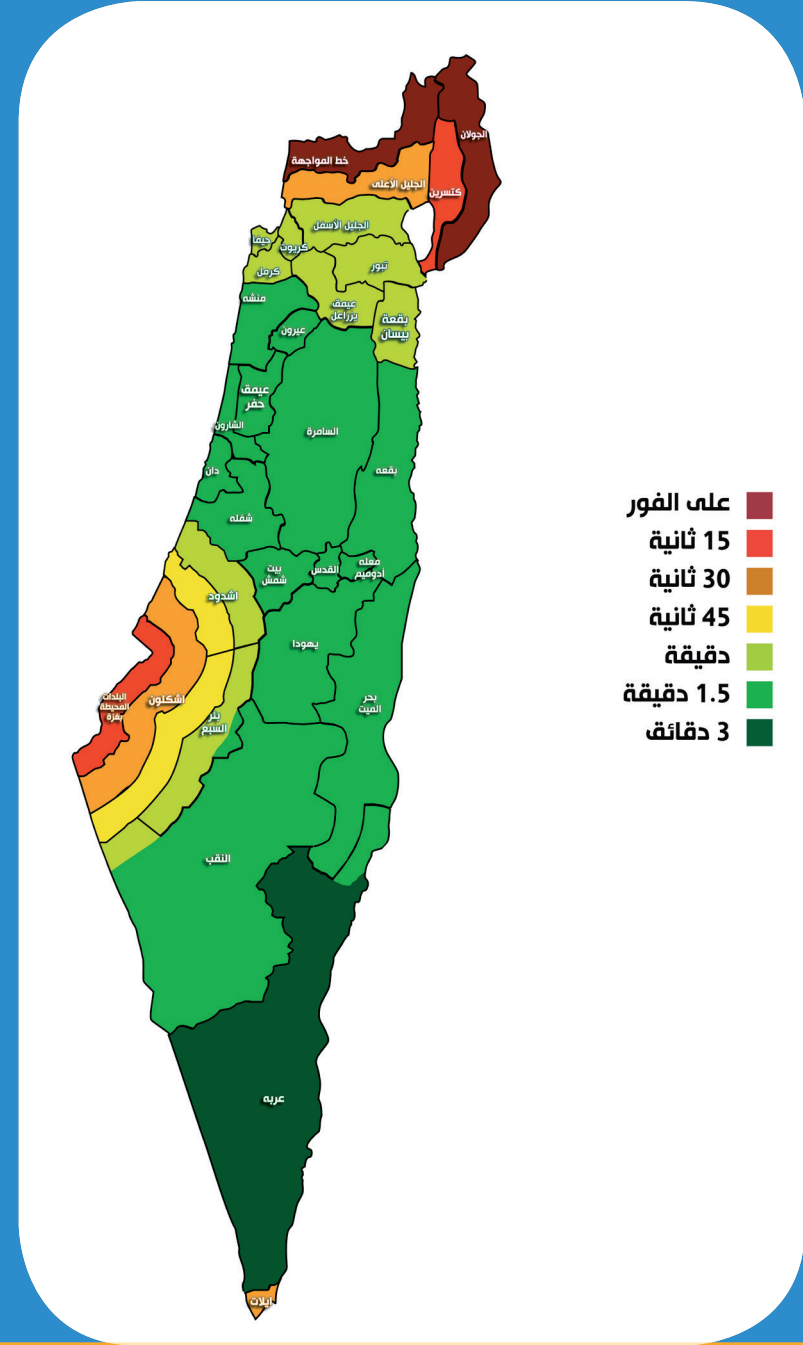 الجولان
خط المواجهة
الجليل الأعلى
كتسرين
الجليل الأسفل
حيفا
كريوت
تبور
كرمل
منشه
عيمق
يزراعل
بقعة
بيسان
عيرون
عيمق
حفر
الشارون
السامرة
دان
بقعه
شفله
بيت
شمش
القدس
معله
أدوميم
اشدود
يهودا
البلدات
المحيطة
بغزة
اشكلون
بئر
السبع
بحر
الميت
النقب
عربه
إيلات
على الفور
15 ثانية
30 ثانية
45 ثانية
دقيقة
1.5 دقيقة
3 دقائق